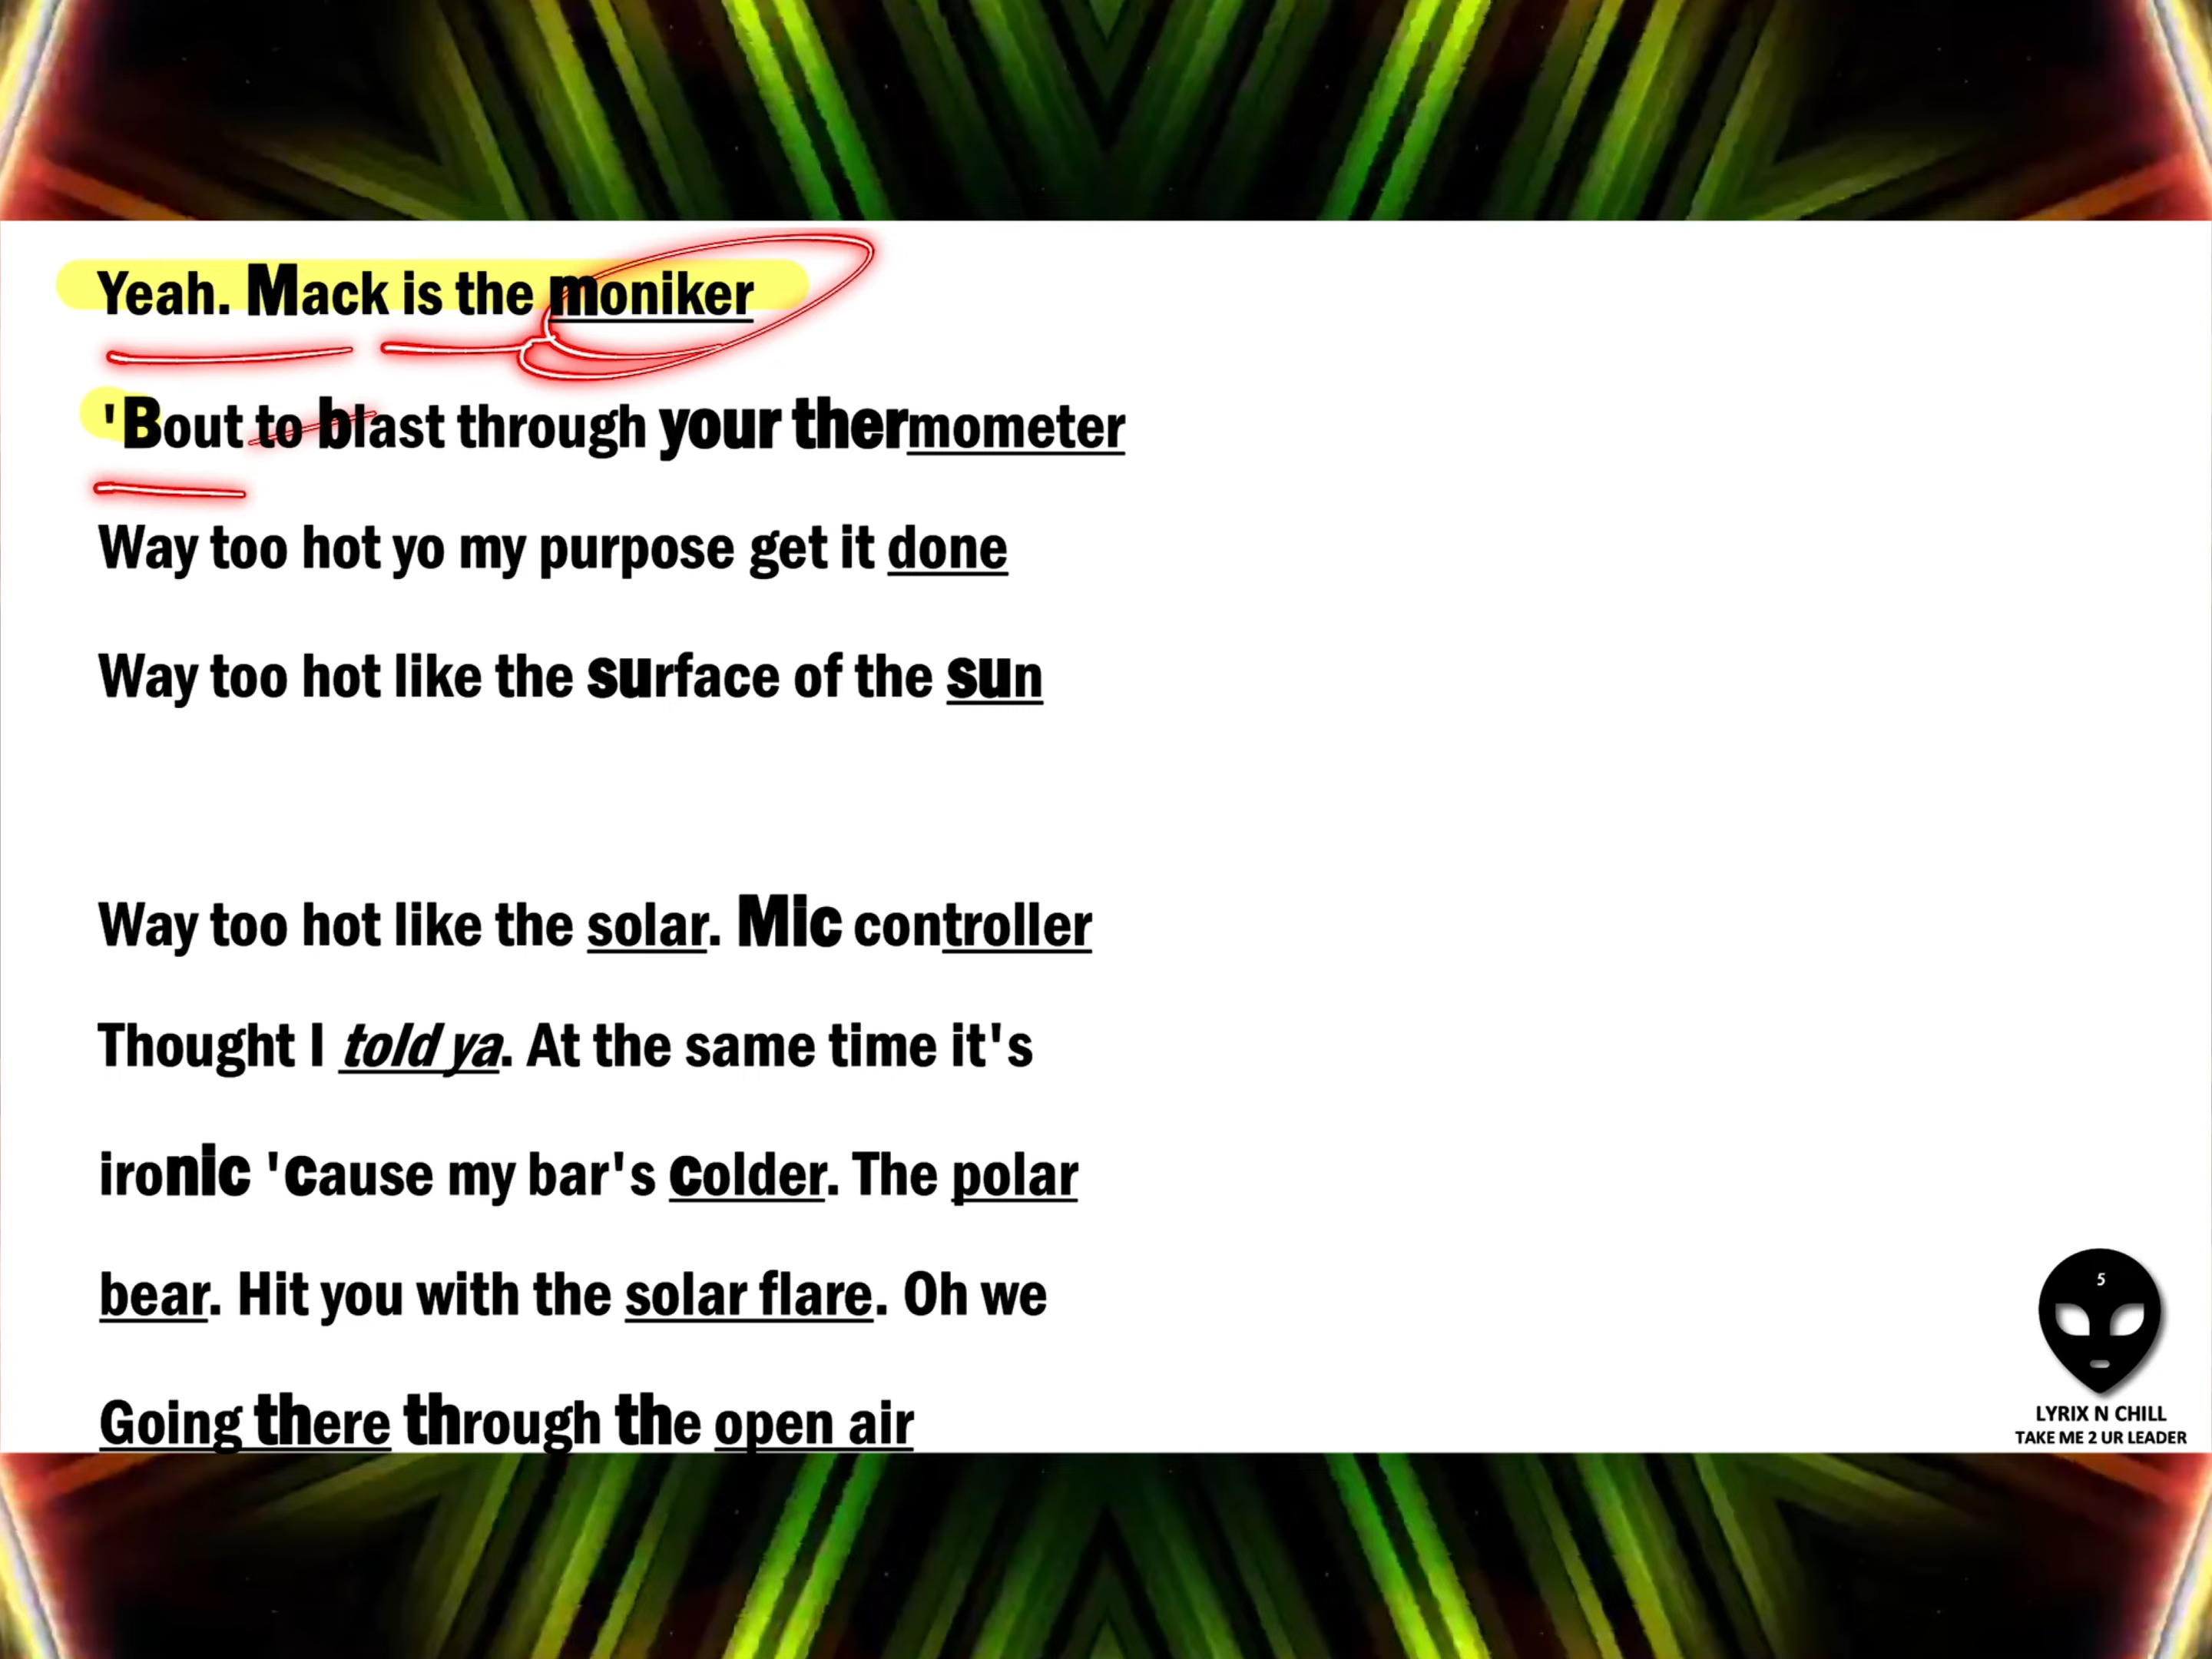 Yeah. Mack is the moniker
'Bout to blast through your thermometer
Way too hot yo my purpose get it done
Way too hot like the surface of the sun
Way too hot like the solar. Mic controller
Thought I told ya. At the same time it's
ironic 'cause my bar's colder. The polar
bear. Hit you with the solar flare. Oh we
Going there through the open air
5
LYRIX N CHILL
TAKE ME 2 UR LEADER